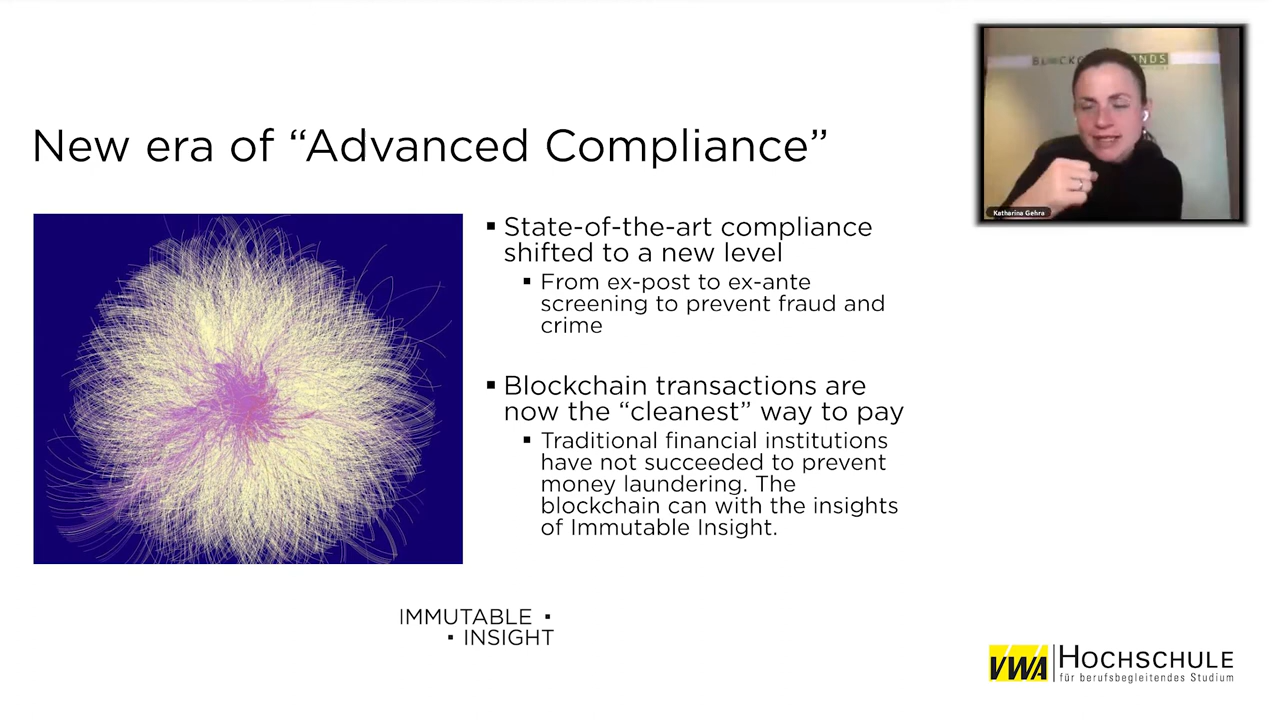 New era of “Advanced Compliance”
▪ State-of-the-art compliance
shifted to a new level
▪ From ex-post to ex-ante
screening to prevent fraud and
crime
▪ Blockchain transactions are
now the “cleanest” way to pay
▪ Traditional financial institutions
have not succeeded to prevent
money laundering. The
blockchain can with the insights
of Immutable Insight.
Katharina Gehra
IMMUTABLE ▪
▪ INSIGHT
VWA HOCHSCHULE
für berufsbegleitendes Studium